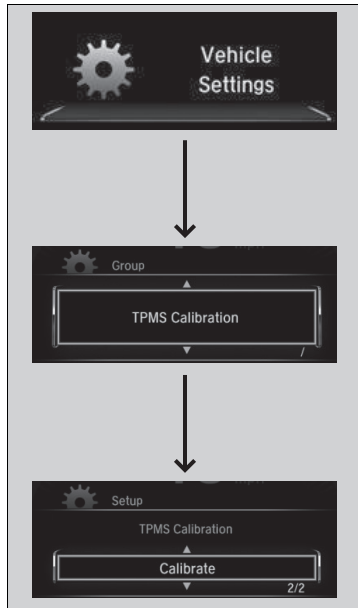 Vehicle
Settings
Group
TPMS Calibration
/
Setup
TPMS Calibration
Calibrate
2/2